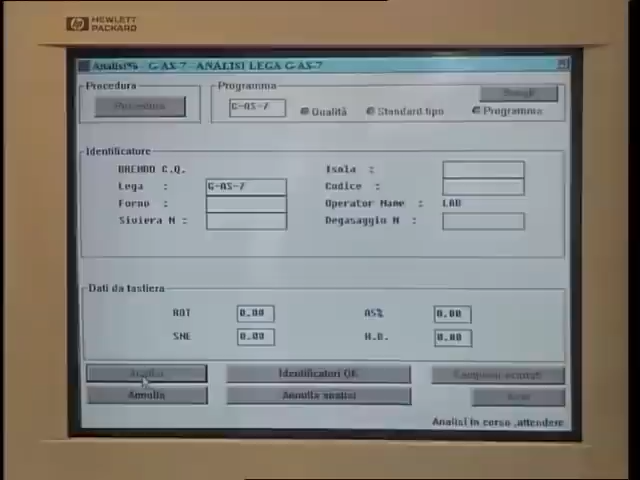 HEWLETT
PACKARD
Analisi% - G-AS-7 - ANALISI LEGA G-AS-7
Procedura
Procedura
Programma
G-AS-7
Qualità
Standard tipo
Programma
Identificatore
BREMBO C.Q.
Lega :
G-AS-7
Forno :
Siviera N :
Isola :
Codice :
Operator Name : LAB
Degasaggio N :
Dati da tastiera
ROT
0.00
AS%
0.00
SNE
0.00
H.D.
0.00
Analisi
Identificatori OK
Annulla
Annulla analisi
Analisi in corso ,attendere